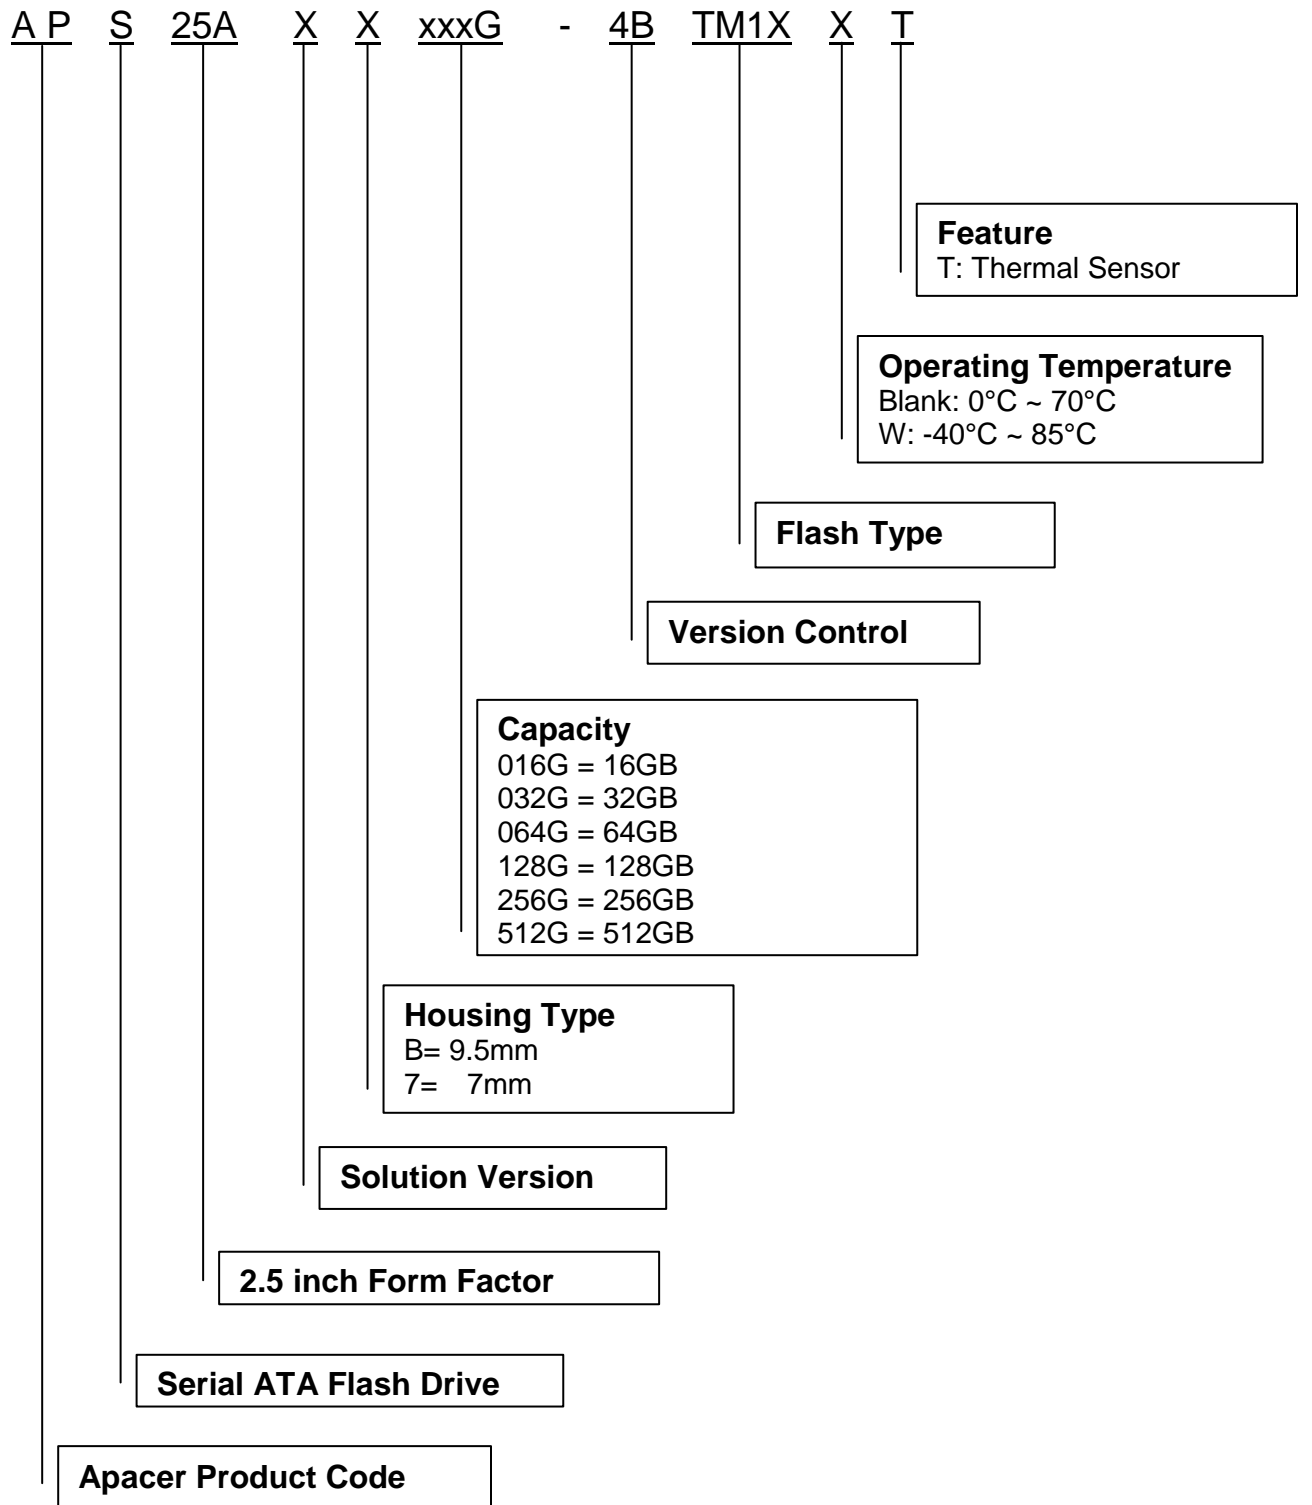 A P S 25A X X xxxG - 4B TM1X X T
Feature
T: Thermal Sensor
Operating Temperature
Blank: 0°C ~ 70°C
W: -40°C ~ 85°C
Flash Type
Version Control
Capacity
016G = 16GB
032G = 32GB
064G = 64GB
128G = 128GB
256G = 256GB
512G = 512GB
Housing Type
B= 9.5mm
7= 7mm
Solution Version
2.5 inch Form Factor
Serial ATA Flash Drive
Apacer Product Code